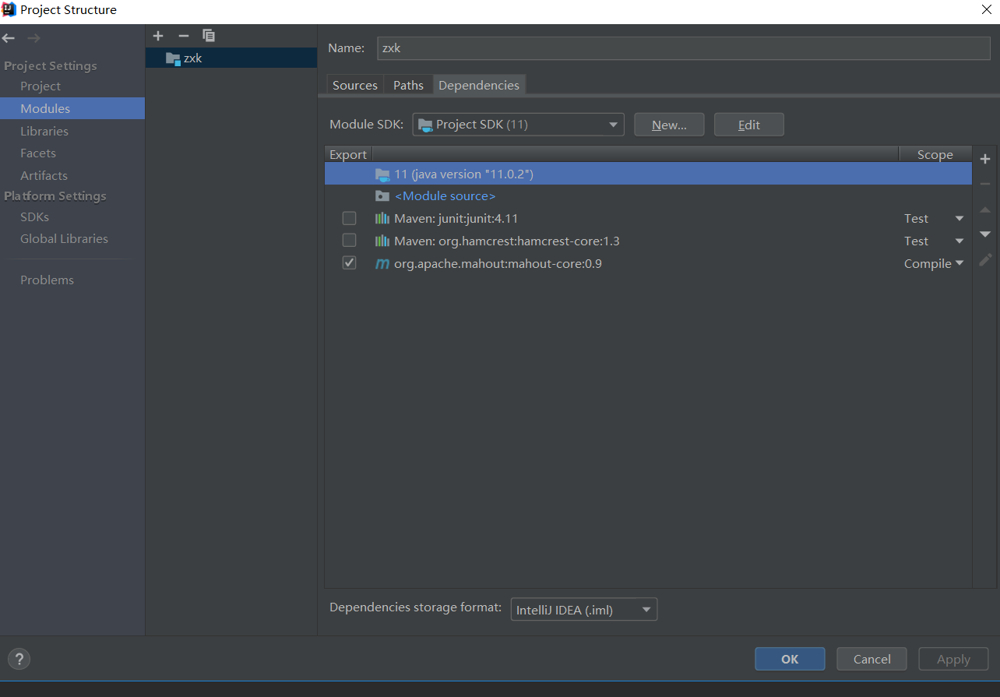 Project Structure
Project Settings
Project
Modules
Libraries
Facets
Artifacts
Platform Settings
SDKs
Global Libraries
Problems
zxk
Name: zxk
Sources Paths Dependencies
Module SDK: Project SDK (11) New... Edit
Export Scope
11 (java version "11.0.2")
<Module source>
Maven: junit:junit:4.11 Test
Maven: org.hamcrest:hamcrest-core:1.3 Test
org.apache.mahout:mahout-core:0.9 Compile
Dependencies storage format: IntelliJ IDEA (.iml)
? OK Cancel Apply